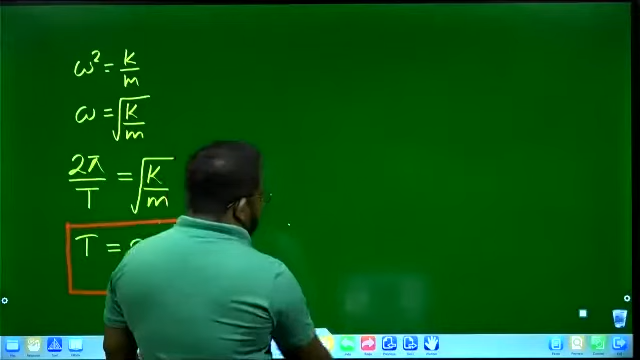 ω² = k/m
ω = √(k/m)
2π/T = √(k/m)
T =